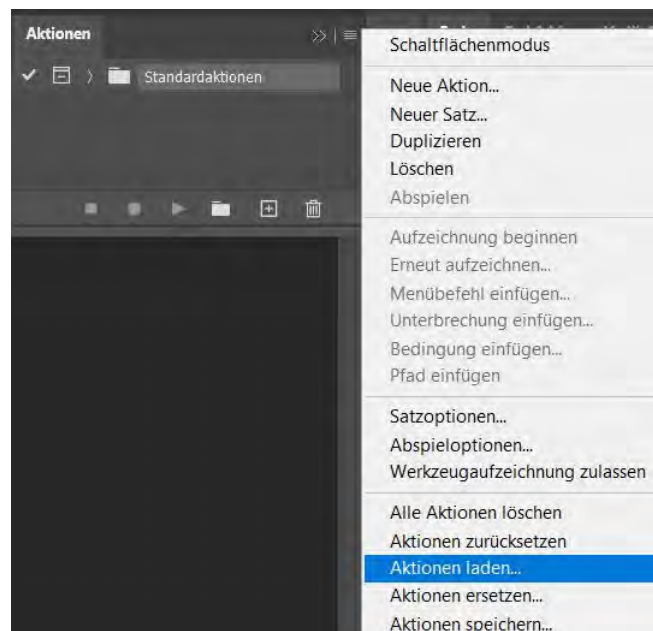 Aktionen
Standardaktionen
Schaltflächenmodus
Neue Aktion...
Neuer Satz...
Duplizieren
Löschen
Abspielen
Aufzeichnung beginnen
Erneut aufzeichnen...
Menübefehl einfügen...
Unterbrechung einfügen...
Bedingung einfügen...
Pfad einfügen
Satzoptionen...
Abspieloptionen...
Werkzeugaufzeichnung zulassen
Alle Aktionen löschen
Aktionen zurücksetzen
Aktionen laden...
Aktionen ersetzen...
Aktionen speichern...